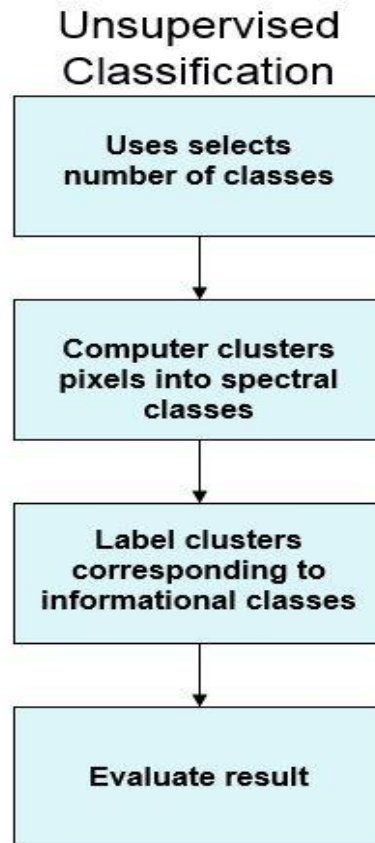 Unsupervised
Classification
Uses selects
number of classes
Computer clusters
pixels into spectral
classes
Label clusters
corresponding to
informational classes
Evaluate result